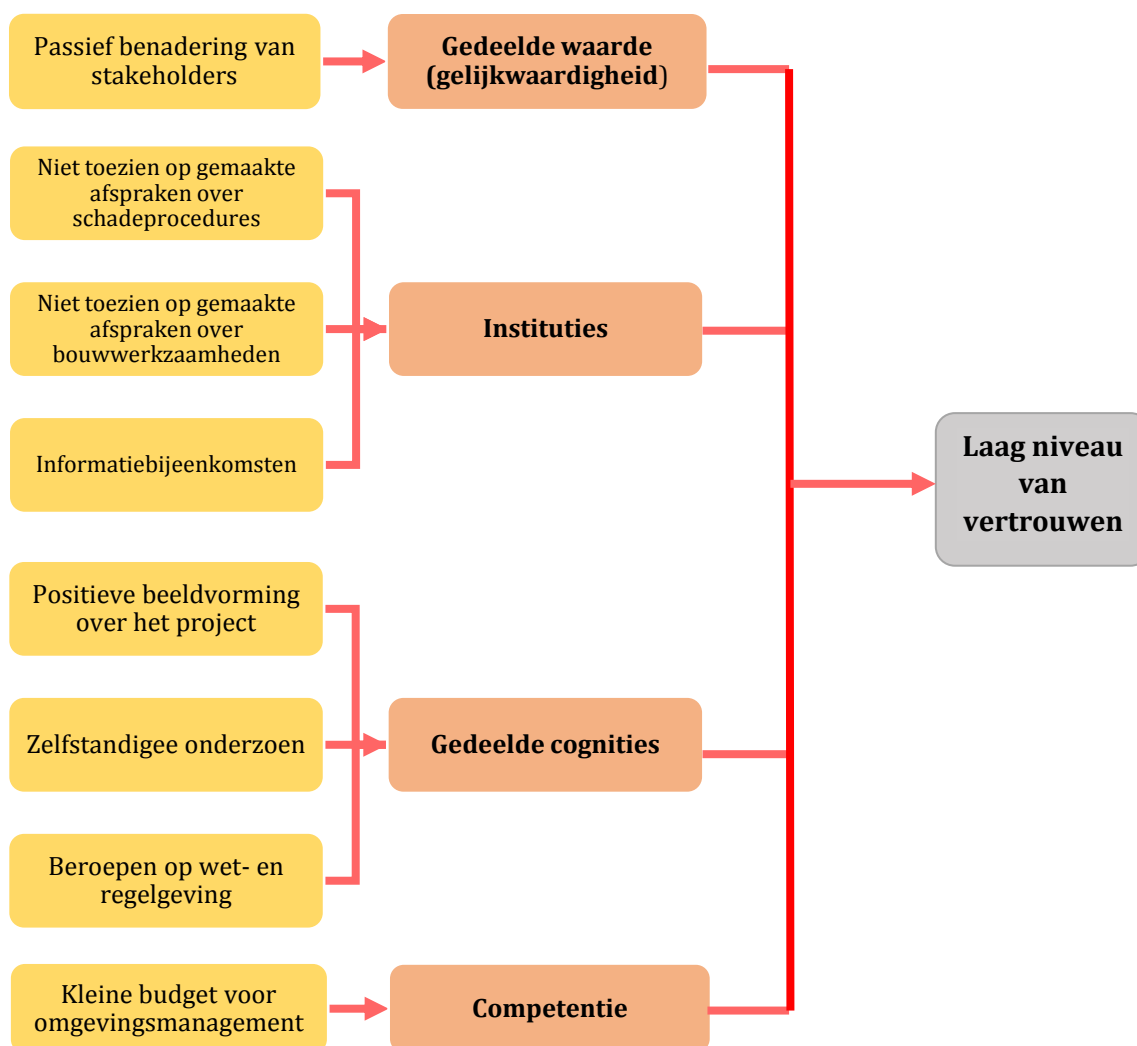 Passief benadering van
stakeholders
Gedeelde waarde
(gelijkwaardigheid)
Niet toezien op gemaakte
afspraken over
schadeprocedures
Niet toezien op gemaakte
afspraken over
bouwwerkzaamheden
Instituties
Informatiebijeenkomsten
Laag niveau
van
vertrouwen
Positieve beeldvorming
over het project
Zelfstandigee onderzoen
Gedeelde cognities
Beroepen op wet- en
regelgeving
Kleine budget voor
omgevingsmanagement
Competentie